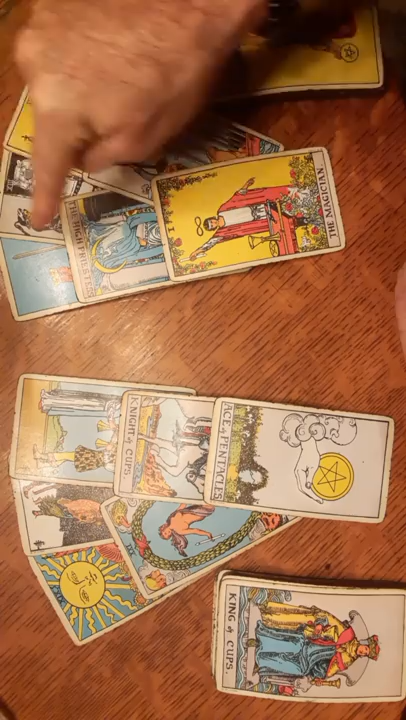 THE MAGICIAN
THE HIGH PRIESTESS
I
KNIGHT of CUPS
ACE of PENTACLES
KING of CUPS.